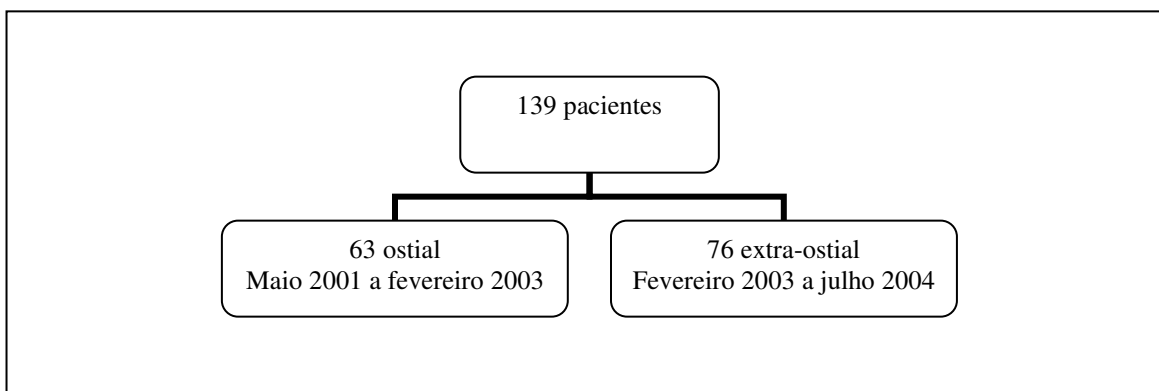 139 pacientes
63 ostial
Maio 2001 a fevereiro 2003
76 extra-ostial
Fevereiro 2003 a julho 2004